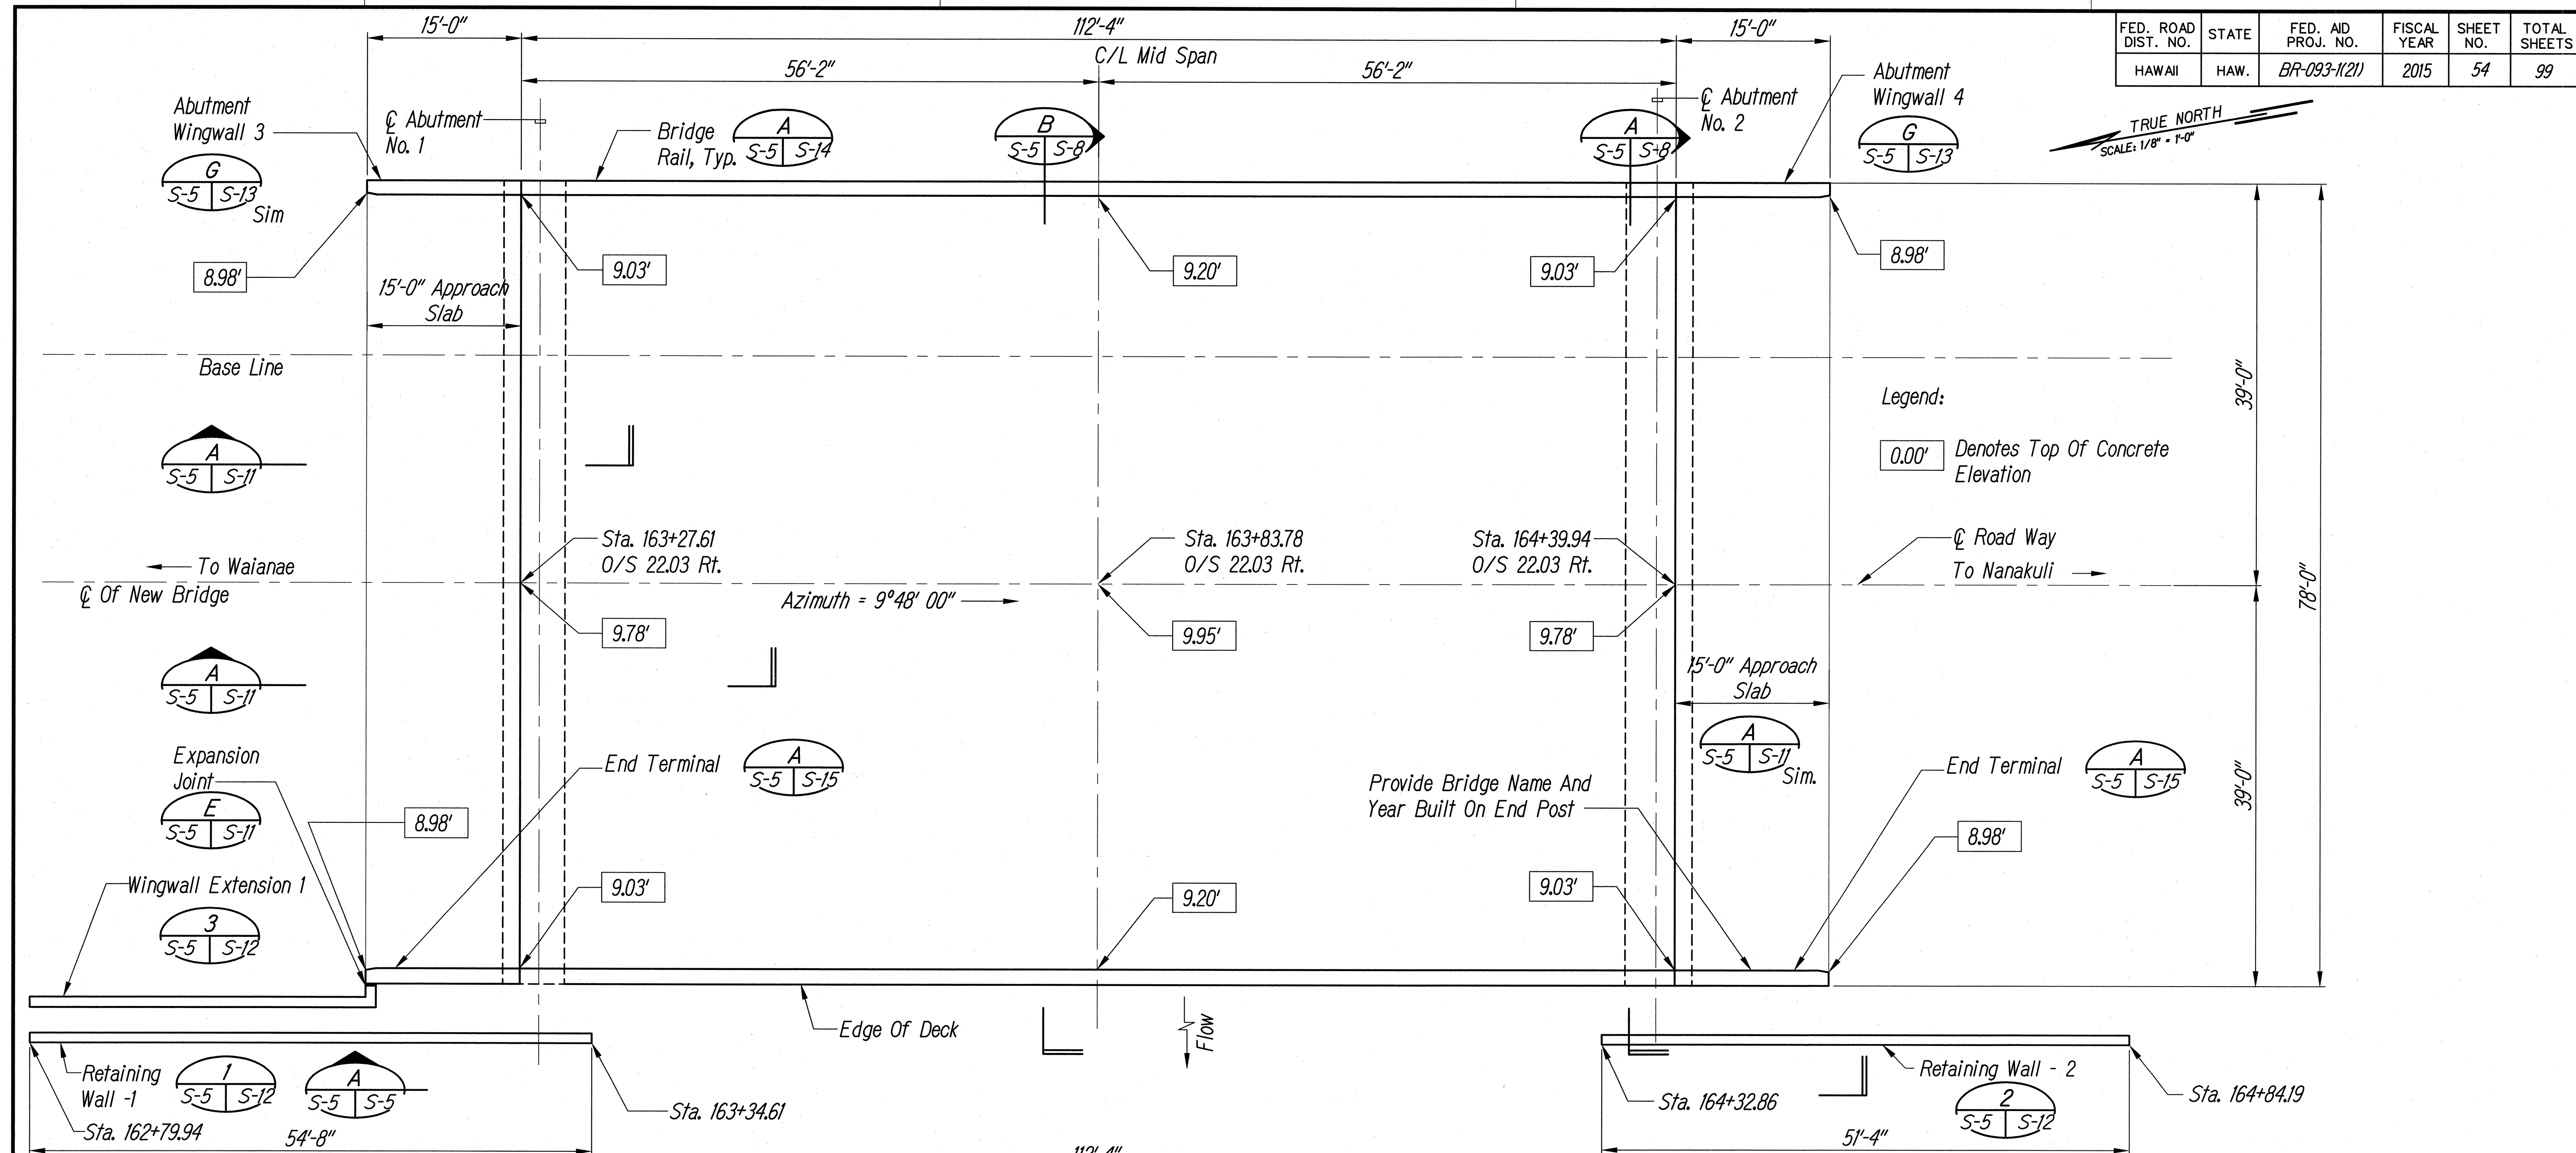 15'-0"
112'-4"
15'-0"
C/L Mid Span
56'-2"
56'-2"
FED. ROAD DIST. NO.
STATE
FED. AID PROJ. NO.
FISCAL YEAR
SHEET NO.
TOTAL SHEETS
HAWAII
HAW.
BR-093-1(21)
2015
54
99
Abutment
Wingwall 3
G
S-5 S-13
Sim
℄ Abutment
No. 1
Bridge
Rail, Typ.
A
S-5 S-14
B
S-5 S-8
A
S-5 S-8
℄ Abutment
No. 2
Abutment
Wingwall 4
G
S-5 S-13
TRUE NORTH
SCALE: 1/8" = 1'-0"
8.98'
9.03'
9.20'
9.03'
8.98'
15'-0" Approach
Slab
Base Line
39'-0"
Legend:
0.00'
Denotes Top Of Concrete
Elevation
A
S-5 S-11
Sta. 163+27.61
O/S 22.03 Rt.
Sta. 163+83.78
O/S 22.03 Rt.
Sta. 164+39.94
O/S 22.03 Rt.
℄ Road Way
To Nanakuli
To Waianae
℄ Of New Bridge
Azimuth = 9°48' 00"
78'-0"
9.78'
9.95'
9.78'
A
S-5 S-11
15'-0" Approach
Slab
A
S-5 S-11
Sim.
Expansion
Joint
E
S-5 S-11
End Terminal
A
S-5 S-15
Provide Bridge Name And
Year Built On End Post
End Terminal
A
S-5 S-15
39'-0"
8.98'
8.98'
Wingwall Extension 1
3
S-5 S-12
9.03'
9.20'
9.03'
Edge Of Deck
Flow
Retaining
Wall -1
1
S-5 S-12
A
S-5 S-5
Sta. 162+79.94
Sta. 163+34.61
54'-8"
112'-4"
Sta. 164+32.86
Retaining Wall - 2
2
S-5 S-12
Sta. 164+84.19
51'-4"